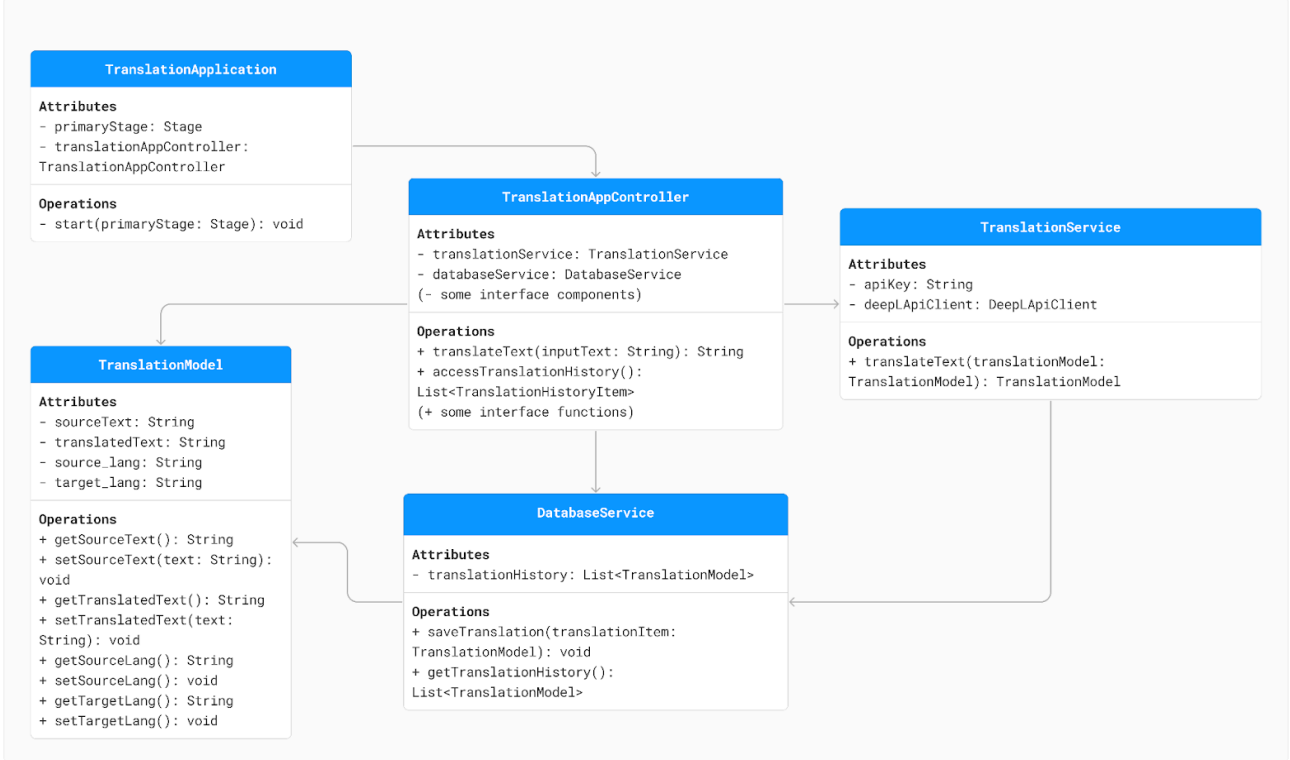 TranslationApplication
Attributes
- primaryStage: Stage
- translationAppController:
TranslationAppController
Operations
- start(primaryStage: Stage): void
TranslationAppController
Attributes
- translationService: TranslationService
- databaseService: DatabaseService
(- some interface components)
Operations
+ translateText(inputText: String): String
+ accessTranslationHistory():
List<TranslationHistoryItem>
(+ some interface functions)
TranslationService
Attributes
- apiKey: String
- deepLApiClient: DeepLApiClient
Operations
+ translateText(translationModel:
TranslationModel): TranslationModel
TranslationModel
Attributes
- sourceText: String
- translatedText: String
- source_lang: String
- target_lang: String
Operations
+ getSourceText(): String
+ setSourceText(text: String):
void
+ getTranslatedText(): String
+ setTranslatedText(text:
String): void
+ getSourceLang(): String
+ setSourceLang(): void
+ getTargetLang(): String
+ setTargetLang(): void
DatabaseService
Attributes
- translationHistory: List<TranslationModel>
Operations
+ saveTranslation(translationItem:
TranslationModel): void
+ getTranslationHistory():
List<TranslationModel>